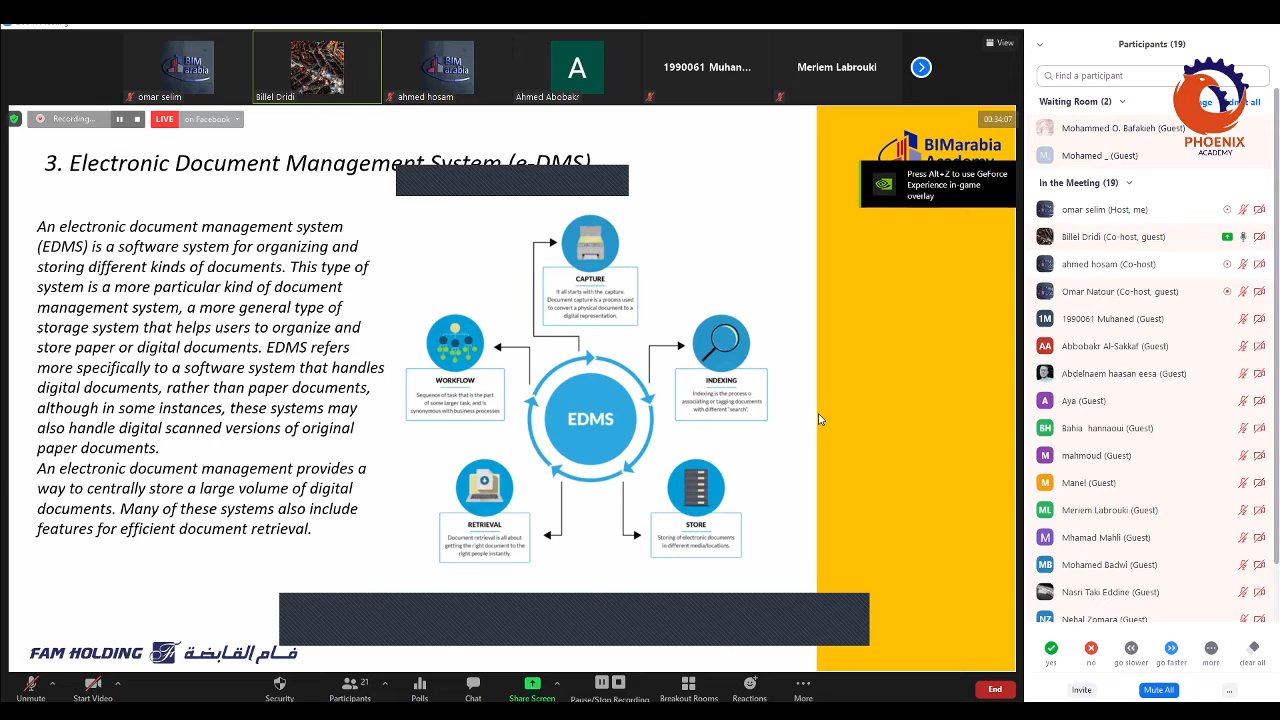 View
omar selim
Billel Dridi
ahmed hosam
A
Ahmed Abobakr
1990061 Muhan...
Meriem Labrouki
BIM arabia
BIM arabia
Recording...
LIVE
on Facebook
00:34:07
3. Electronic Document Management System (e-DMS)
BIMarabia
Academy
Press Alt+Z to use GeForce
Experience in-game
overlay
An electronic document management system
(EDMS) is a software system for organizing and
storing different kinds of documents. This type of
system is a more particular kind of document
management system, a more general type of
storage system that helps users to organize and
store paper or digital documents. EDMS refers
more specifically to a software system that handles
digital documents, rather than paper documents,
although in some instances, these systems may
also handle digital scanned versions of original
paper documents.
An electronic document management provides a
way to centrally store a large volume of digital
documents. Many of these systems also include
features for efficient document retrieval.
CAPTURE
It all starts with the capture.
Document capture is a process used
to convert a physical document to a
digital representation.
WORKFLOW
Sequence of task that is the part
of some larger task, and is
synonymous with business processes
INDEXING
Indexing is the process o
associating or tagging documents
with different "search".
EDMS
RETRIEVAL
Document retrieval is all about
getting the right document to the
right people instantly.
STORE
Storing of electronic documents
in different media/locations.
FAM HOLDING
فام القابضة
Unmute
Start Video
Security
21
Participants
Polls
Chat
Share Screen
Pause/Stop Recording
Breakout Rooms
Reactions
More
End
Participants (19)
Find a participant
Waiting Room (2)
PHOENIX
ACADEMY
Mohammed O. Bafakieh (Guest)
M_
Mohamed _ (Guest)
In the Meeting (19)
omar selim (Host, me)
Billel Dridi (Co-host, guest)
ahmed hosam (Co-host)
Omar Natour (Co-host, guest)
1M 1990061 Muhaned (Guest)
AA Abbobakr Al-Sakkaf (Guest)
Abdelnaem haasan eesa (Guest)
A Aya (Guest)
BH Bahia hannaoui (Guest)
M mahmoud (Guest)
M Manel (Guest)
ML Meriem Labrouki (Guest)
M Mhamad Wehbi (Guest)
MB Mohamed Badwi (Guest)
Nasri Taki Eddine (Guest)
Nehal Zomara (Guest)
yes
no
go slower
go faster
more
clear all
Invite
Mute All
...